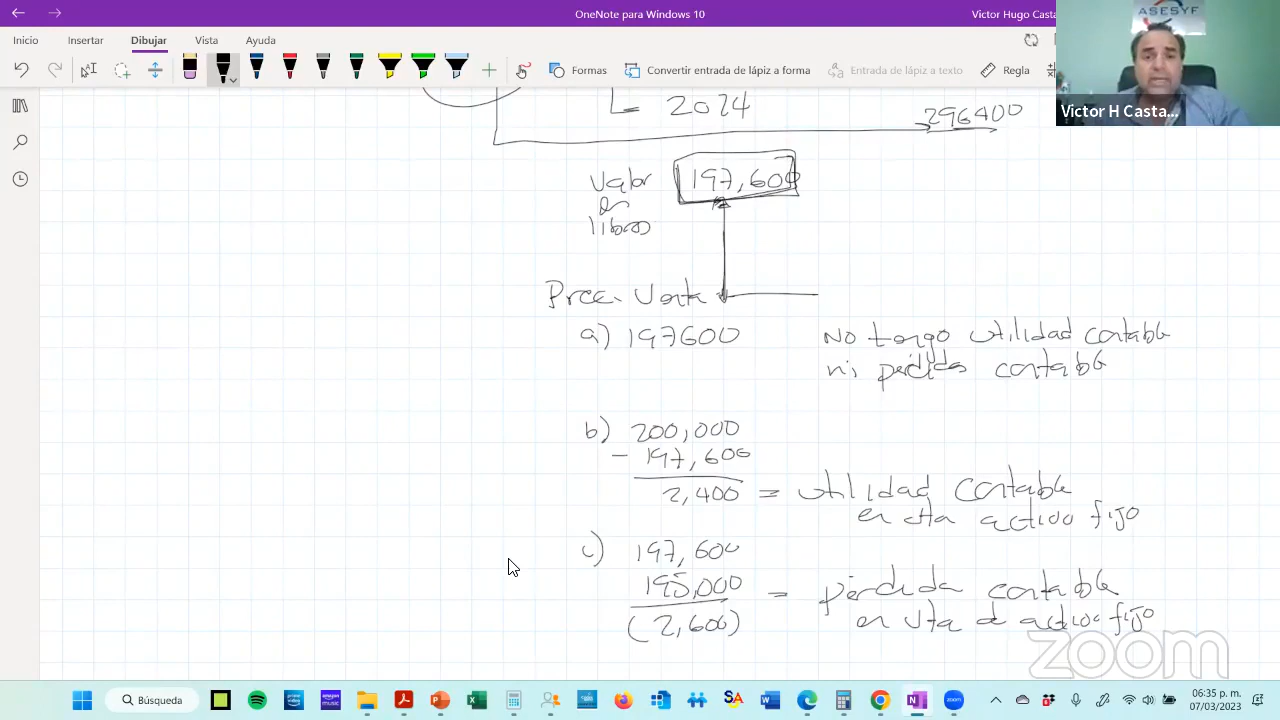 OneNote para Windows 10
Victor Hugo Casta
ASESYF
Inicio
Insertar
Dibujar
Vista
Ayuda
Formas
Convertir entrada de lápiz a forma
Entrada de lápiz a texto
Regla
Victor H Casta...
2024
296400
Valor
en
libros
197,600
Prec. Venta
a) 197600
No tengo utilidad contable
ni pérdida contable
b) 200,000
- 197,600
2,400 = utilidad contable
en vta activo fijo
c) 197,600
195,000 = pérdida contable
(2,600) en vta de activo fijo
zoom
Búsqueda
06:35 p. m.
07/03/2023